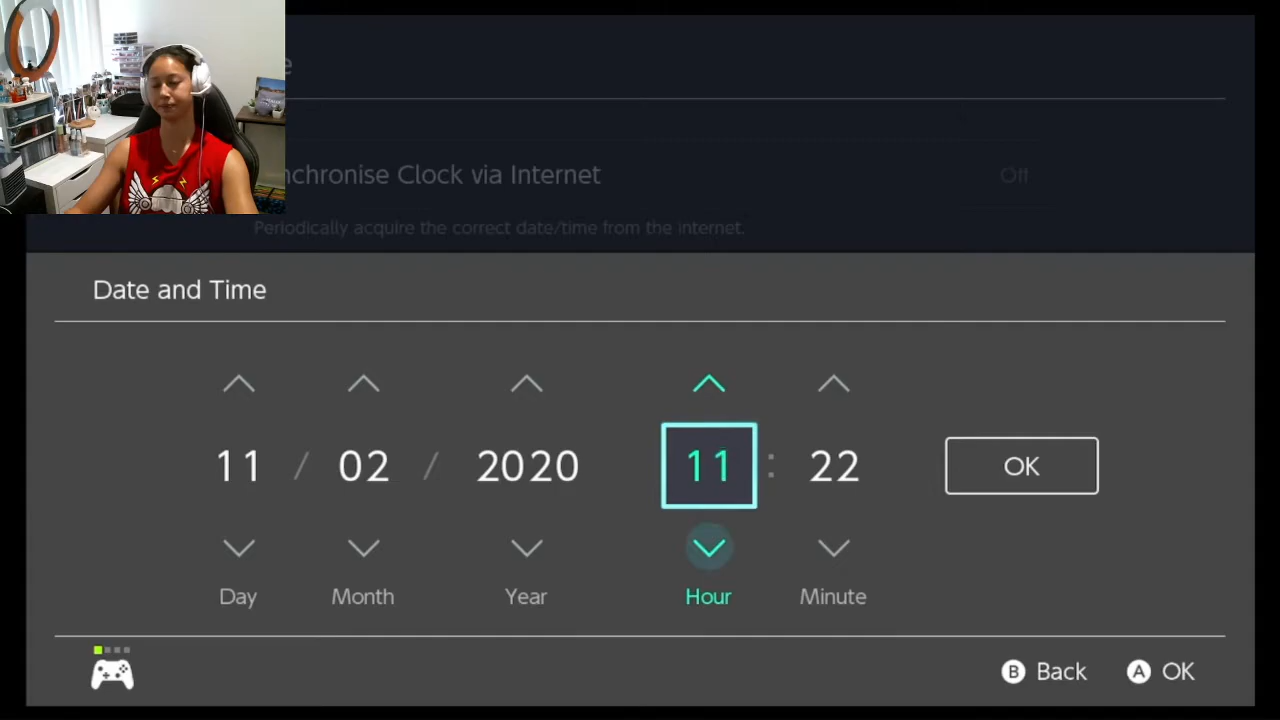 e
nchronise Clock via Internet Off
Periodically acquire the correct date/time from the internet.
Date and Time
11 / 02 / 2020 11 : 22 OK
Day Month Year Hour Minute
B Back A OK